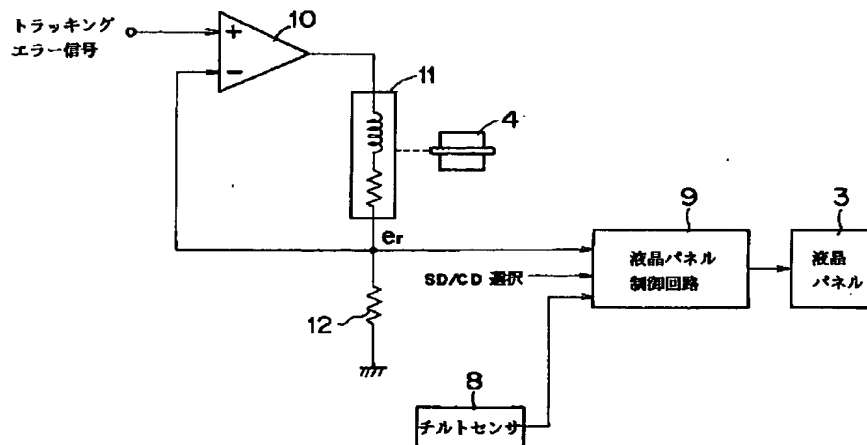 トラッキング
エラー信号
+
−
10
11
4
er
SD/CD 選択
12
9
液晶パネル
制御回路
3
液晶
パネル
8
チルトセンサ